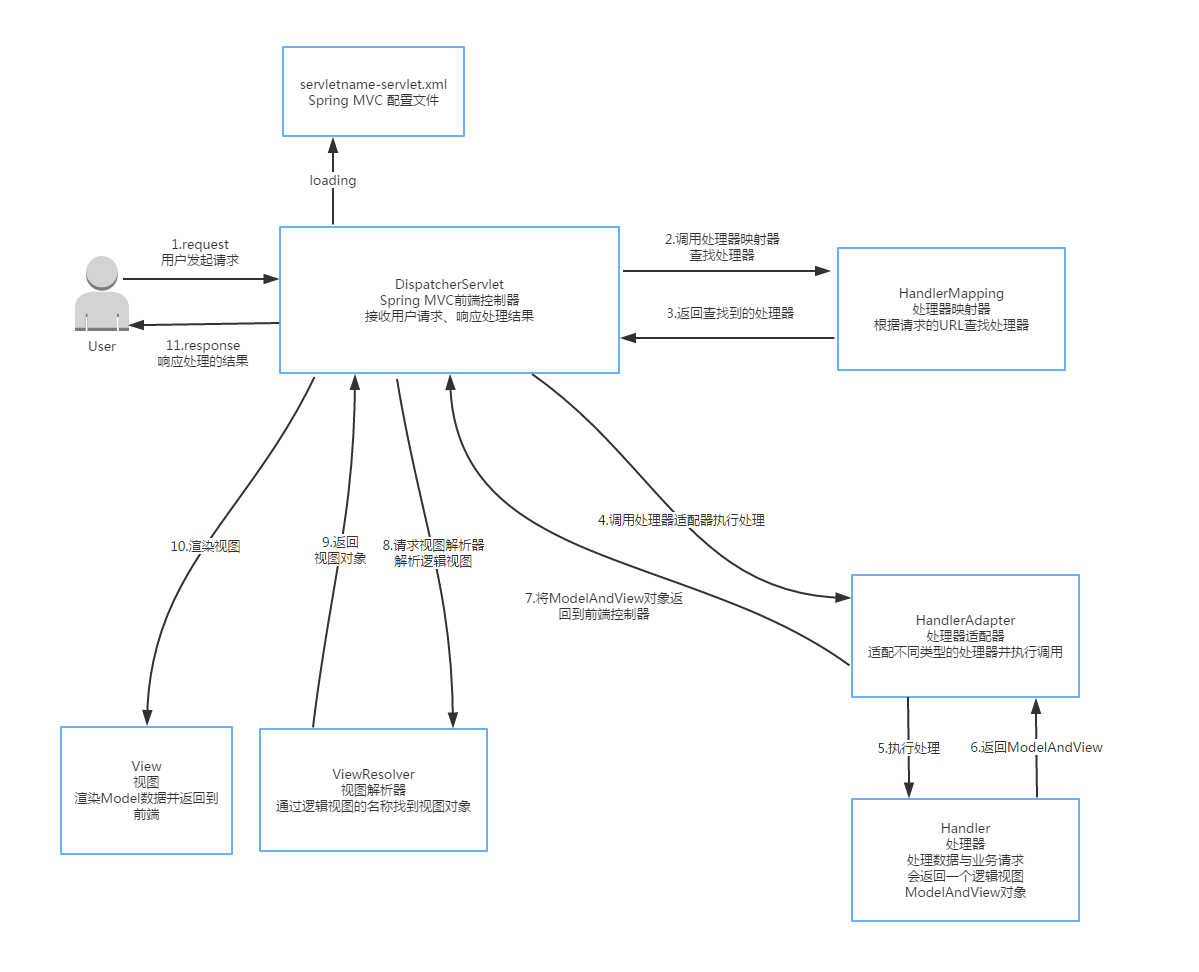 servletname-servlet.xml
Spring MVC 配置文件
loading
1.request
用户发起请求
User
11.response
响应处理的结果
DispatcherServlet
Spring MVC前端控制器
接收用户请求、响应处理结果
2.调用处理器映射器
查找处理器
3.返回查找到的处理器
HandlerMapping
处理器映射器
根据请求的URL查找处理器
4.调用处理器适配器执行处理
10.渲染视图
9.返回
视图对象
8.请求视图解析器
解析逻辑视图
7.将ModelAndView对象返
回到前端控制器
HandlerAdapter
处理器适配器
适配不同类型的处理器并执行调用
5.执行处理
6.返回ModelAndView
View
视图
渲染Model数据并返回到
前端
ViewResolver
视图解析器
通过逻辑视图的名称找到视图对象
Handler
处理器
处理数据与业务请求
会返回一个逻辑视图
ModelAndView对象